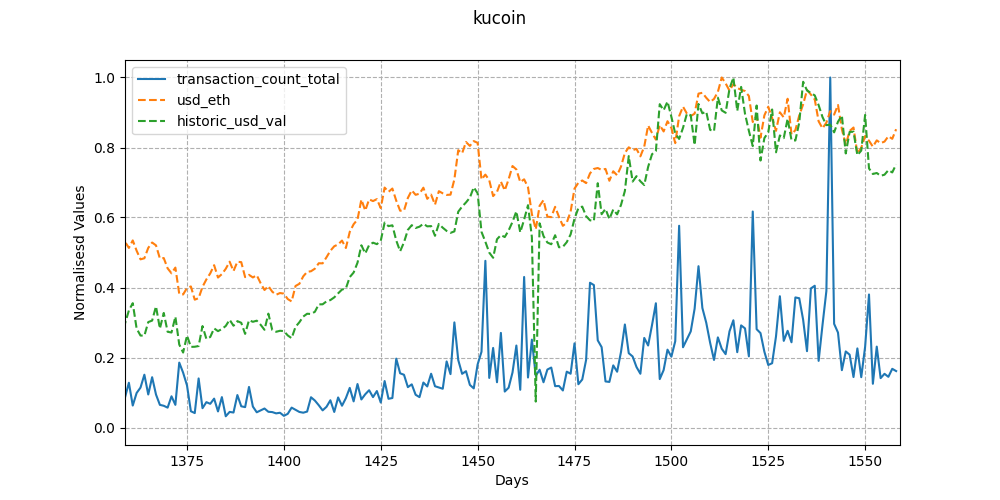 kucoin
transaction_count_total
usd_eth
historic_usd_val
Normalisesd Values
1.0
0.8
0.6
0.4
0.2
0.0
1375 1400 1425 1450 1475 1500 1525 1550
Days